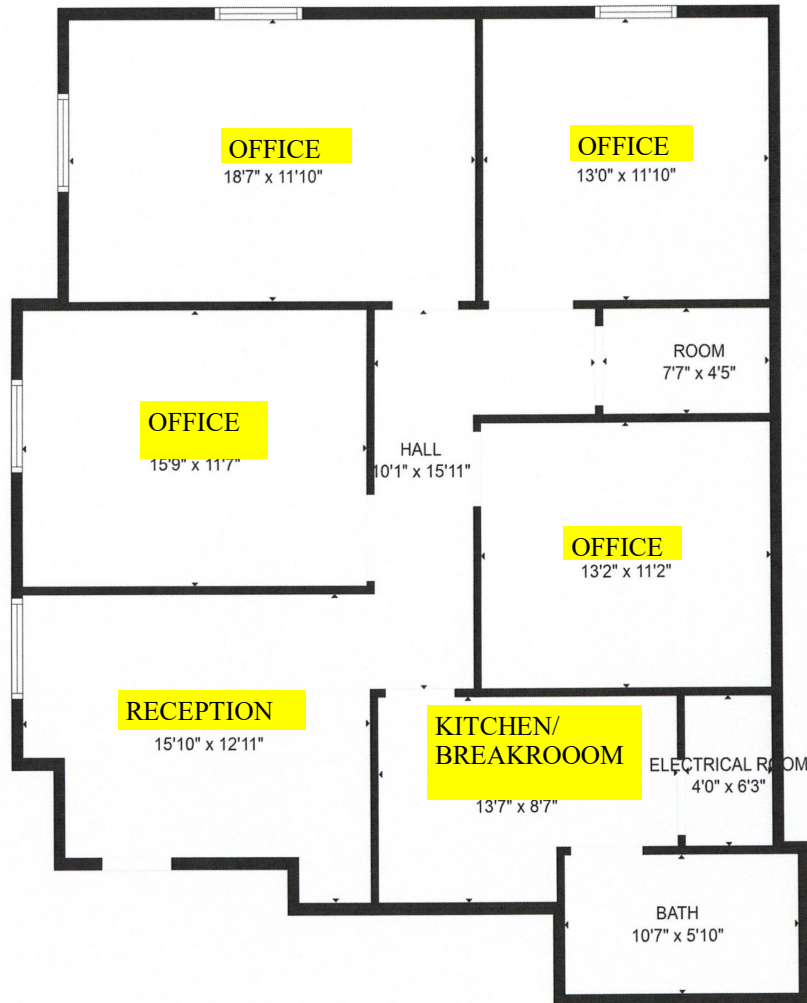 OFFICE
18'7" x 11'10"
OFFICE
13'0" x 11'10"
ROOM
7'7" x 4'5"
OFFICE
15'9" x 11'7"
HALL
10'1" x 15'11"
OFFICE
13'2" x 11'2"
RECEPTION
15'10" x 12'11"
KITCHEN/
BREAKROOOM
13'7" x 8'7"
ELECTRICAL ROOM
4'0" x 6'3"
BATH
10'7" x 5'10"